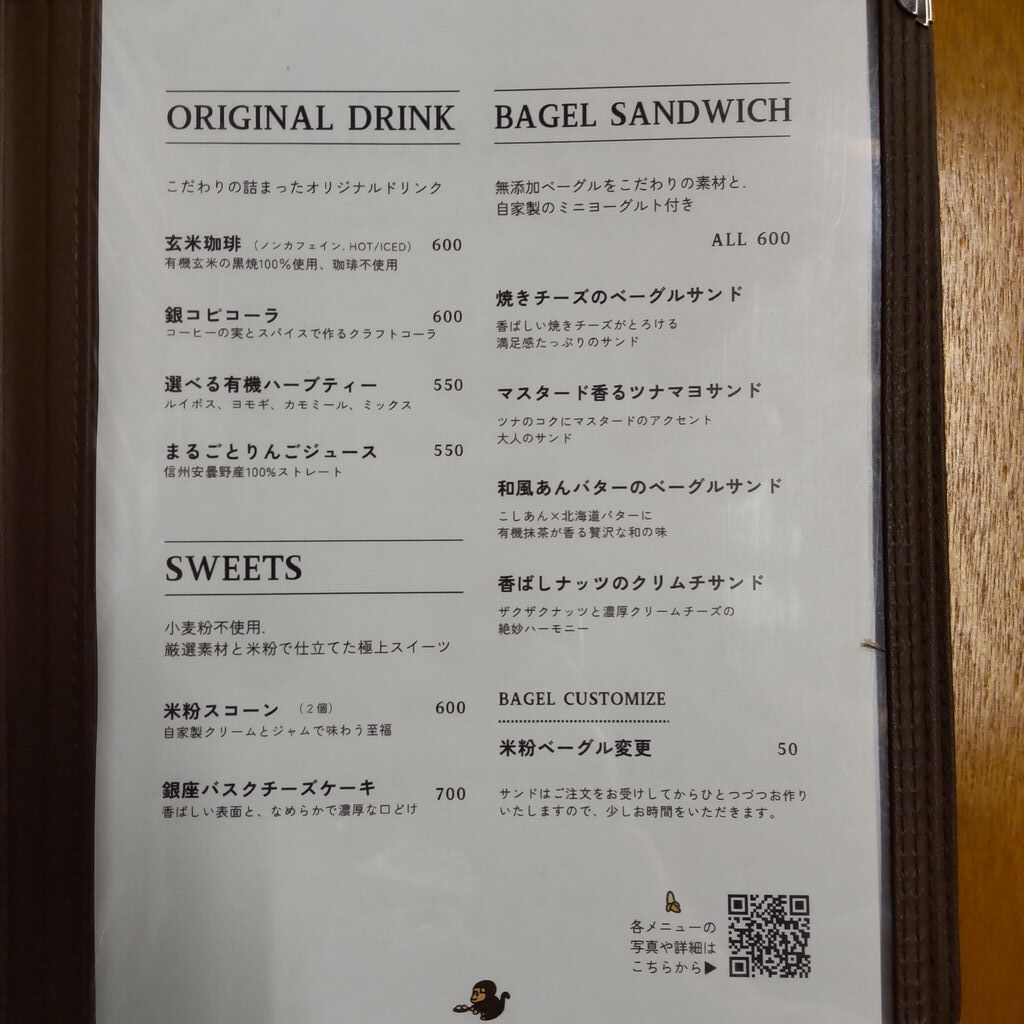 ORIGINAL DRINK
こだわりの詰まったオリジナルドリンク
玄米珈琲 (ノンカフェイン. HOT/ICED) 600
有機玄米の黒焼100%使用、珈琲不使用
銀コピコーラ 600
コーヒーの実とスパイスで作るクラフトコーラ
選べる有機ハーブティー 550
ルイボス、ヨモギ、カモミール、ミックス
まるごとりんごジュース 550
信州安曇野産100%ストレート
SWEETS
小麦粉不使用.
厳選素材と米粉で仕立てた極上スイーツ
米粉スコーン (2個) 600
自家製クリームとジャムで味わう至福
銀座バスクチーズケーキ 700
香ばしい表面と、なめらかで濃厚な口どけ
BAGEL SANDWICH
無添加ベーグルをこだわりの素材と.
自家製のミニヨーグルト付き
ALL 600
焼きチーズのベーグルサンド
香ばしい焼きチーズがとろける
満足感たっぷりのサンド
マスタード香るツナマヨサンド
ツナのコクにマスタードのアクセント
大人のサンド
和風あんバターのベーグルサンド
こしあん×北海道バターに
有機抹茶が香る贅沢な和の味
香ばしナッツのクリムチサンド
ザクザクナッツと濃厚クリームチーズの
絶妙ハーモニー
BAGEL CUSTOMIZE
米粉ベーグル変更 50
サンドはご注文をお受けしてからひとつづつお作り
いたしますので、少しお時間をいただきます。
各メニューの
写真や詳細は
こちらから▶